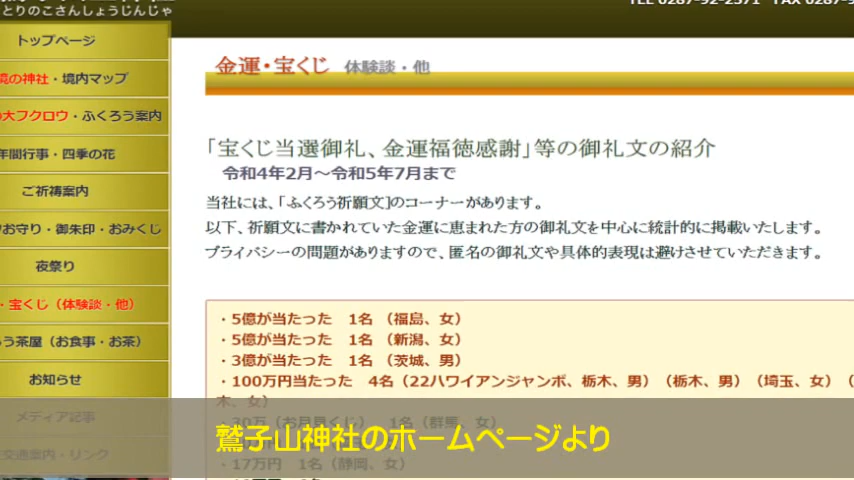 とりのこさんしょうじんじゃ
TEL 0287-92-2571 FAX 0287-9
トップページ
境の神社・境内マップ
大フクロウ・ふくろう案内
年間行事・四季の花
ご祈祷案内
お守り・御朱印・おみくじ
夜祭り
・宝くじ（体験談・他）
う茶屋（お食事・お茶）
お知らせ
メディア記事
交通案内・リンク
金運・宝くじ 体験談・他
「宝くじ当選御礼、金運福徳感謝」等の御礼文の紹介
令和4年2月～令和5年7月まで
当社には、「ふくろう祈願文]のコーナーがあります。
以下、祈願文に書かれていた金運に恵まれた方の御礼文を中心に統計的に掲載いたします。
プライバシーの問題がありますので、匿名の御礼文や具体的表現は避けさせていただきます。
・5億が当たった 1名 （福島、女）
・5億が当たった 1名 （新潟、女）
・3億が当たった 1名 （茨城、男）
・100万円当たった 4名（22ハワイアンジャンボ、栃木、男）（栃木、男）（埼玉、女）（
木、女）
1名（群馬、女）
・17万円 1名（静岡、女）
鷲子山神社のホームページより